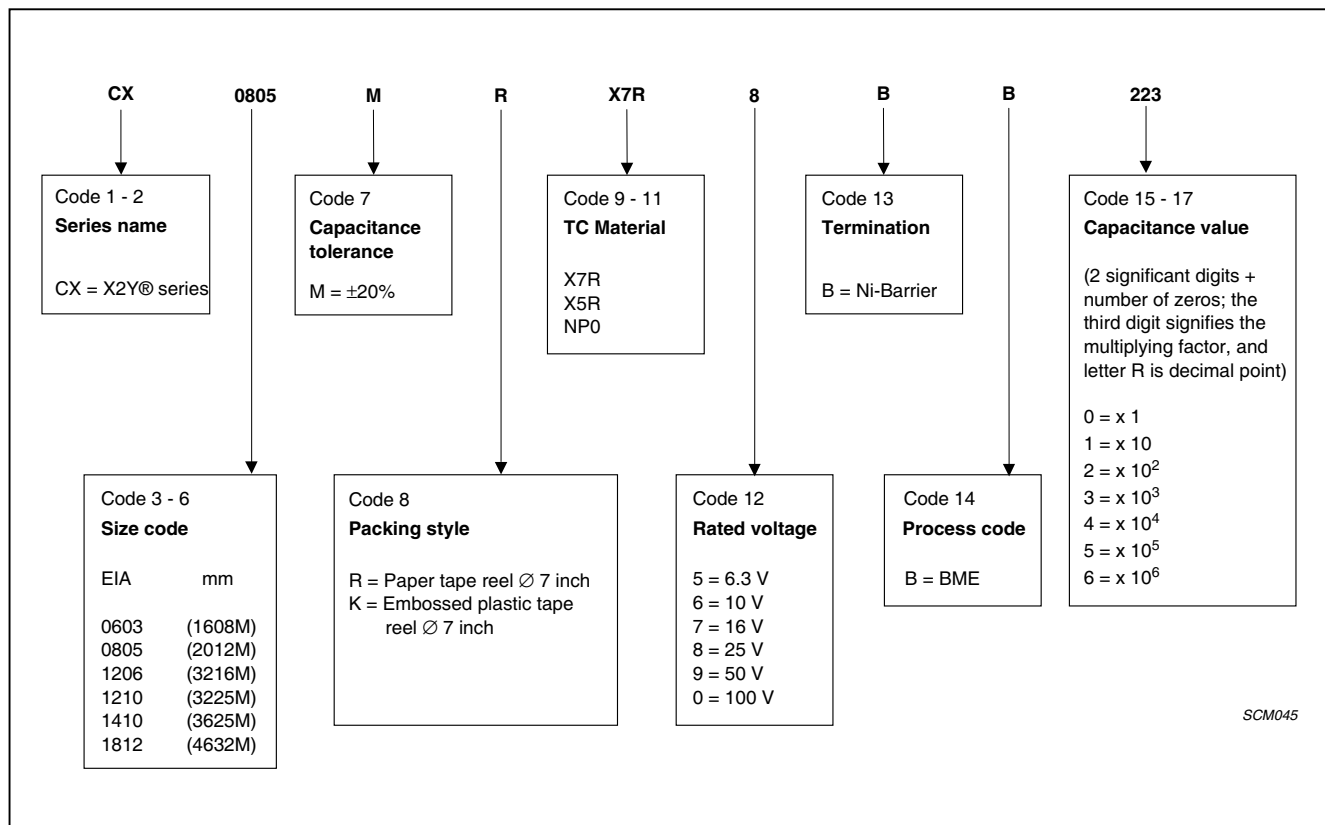 CX 0805 M R X7R 8 B B 223
Code 1 - 2
Series name
CX = X2Y® series
Code 7
Capacitance
tolerance
M = ±20%
Code 9 - 11
TC Material
X7R
X5R
NP0
Code 13
Termination
B = Ni-Barrier
Code 15 - 17
Capacitance value
(2 significant digits +
number of zeros; the
third digit signifies the
multiplying factor, and
letter R is decimal point)
0 = x 1
1 = x 10
2 = x 10²
3 = x 10³
4 = x 10⁴
5 = x 10⁵
6 = x 10⁶
Code 3 - 6
Size code
EIA mm
0603 (1608M)
0805 (2012M)
1206 (3216M)
1210 (3225M)
1410 (3625M)
1812 (4632M)
Code 8
Packing style
R = Paper tape reel ∅ 7 inch
K = Embossed plastic tape
reel ∅ 7 inch
Code 12
Rated voltage
5 = 6.3 V
6 = 10 V
7 = 16 V
8 = 25 V
9 = 50 V
0 = 100 V
Code 14
Process code
B = BME
SCM045